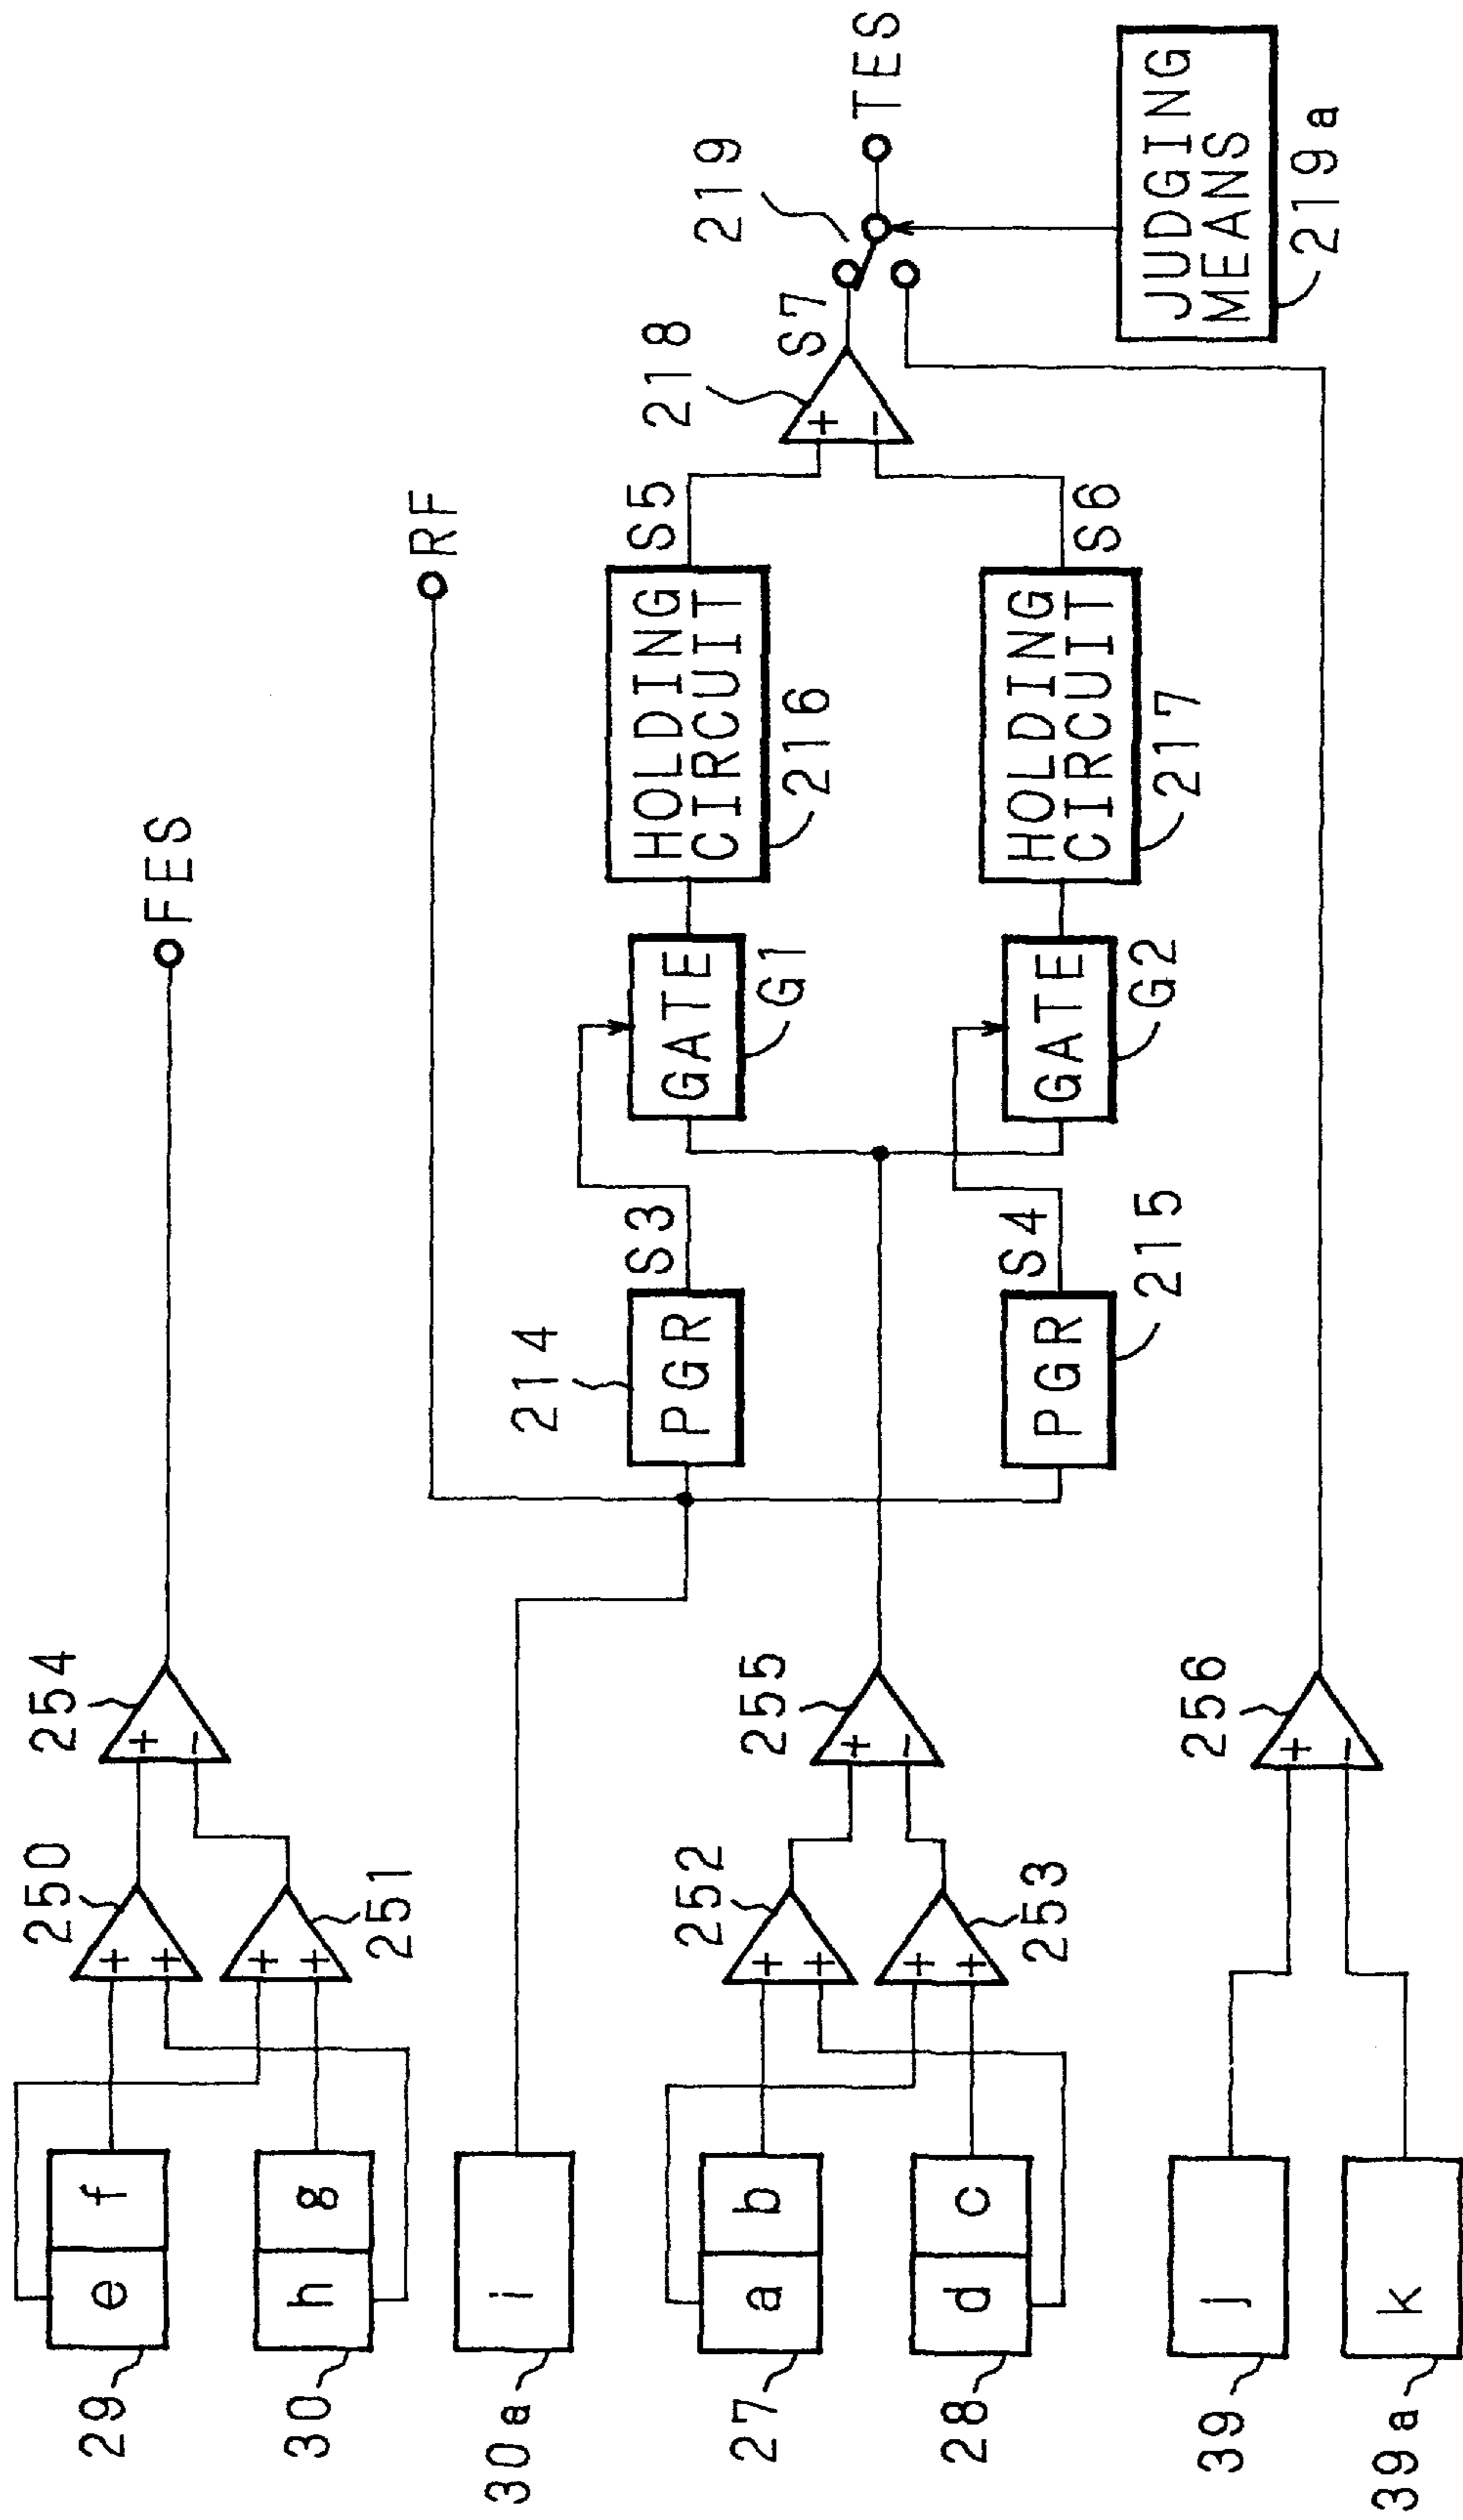 FES
254
250
251
29
e f
30
h g
RF
30a
i
214
PGR
S3
GATE
G1
HOLDING
CIRCUIT
216
S5
218
S7
219
TES
252
253
255
27
a b
28
d c
PGR
215
S4
GATE
G2
HOLDING
CIRCUIT
217
S6
JUDGING
MEANS
219a
256
39
j
39a
k
+
+
+
+
+
−
+
+
+
+
+
−
+
−
+
−